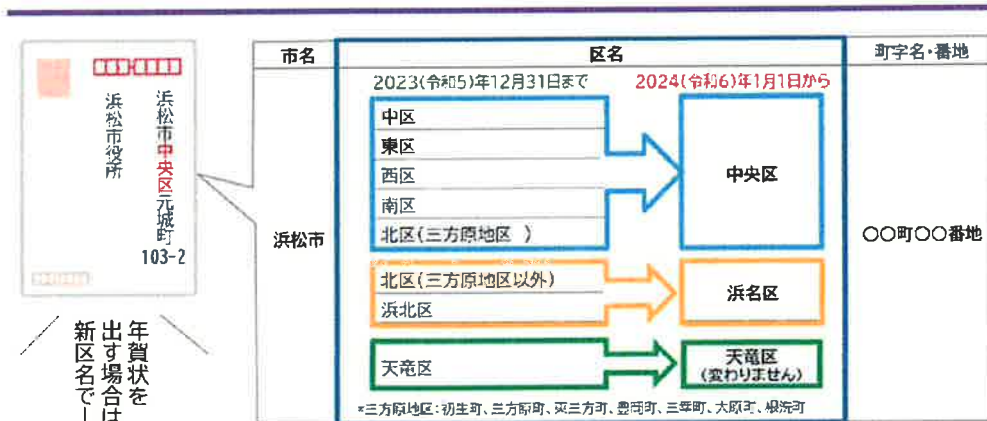 浜松市中央区元城町
103-2
浜松市役所
年賀状を
出す場合は
新区名で
市名
区名
町字名・番地
2023(令和5)年12月31日まで
2024(令和6)年1月1日から
中区
東区
西区
南区
北区(三方原地区 )
中央区
浜松市
○○町○○番地
北区(三方原地区以外)
浜北区
浜名区
天竜区
天竜区
(変わりません)
*三方原地区:初生町、三方原町、東三方町、豊岡町、三幸町、大原町、根洗町